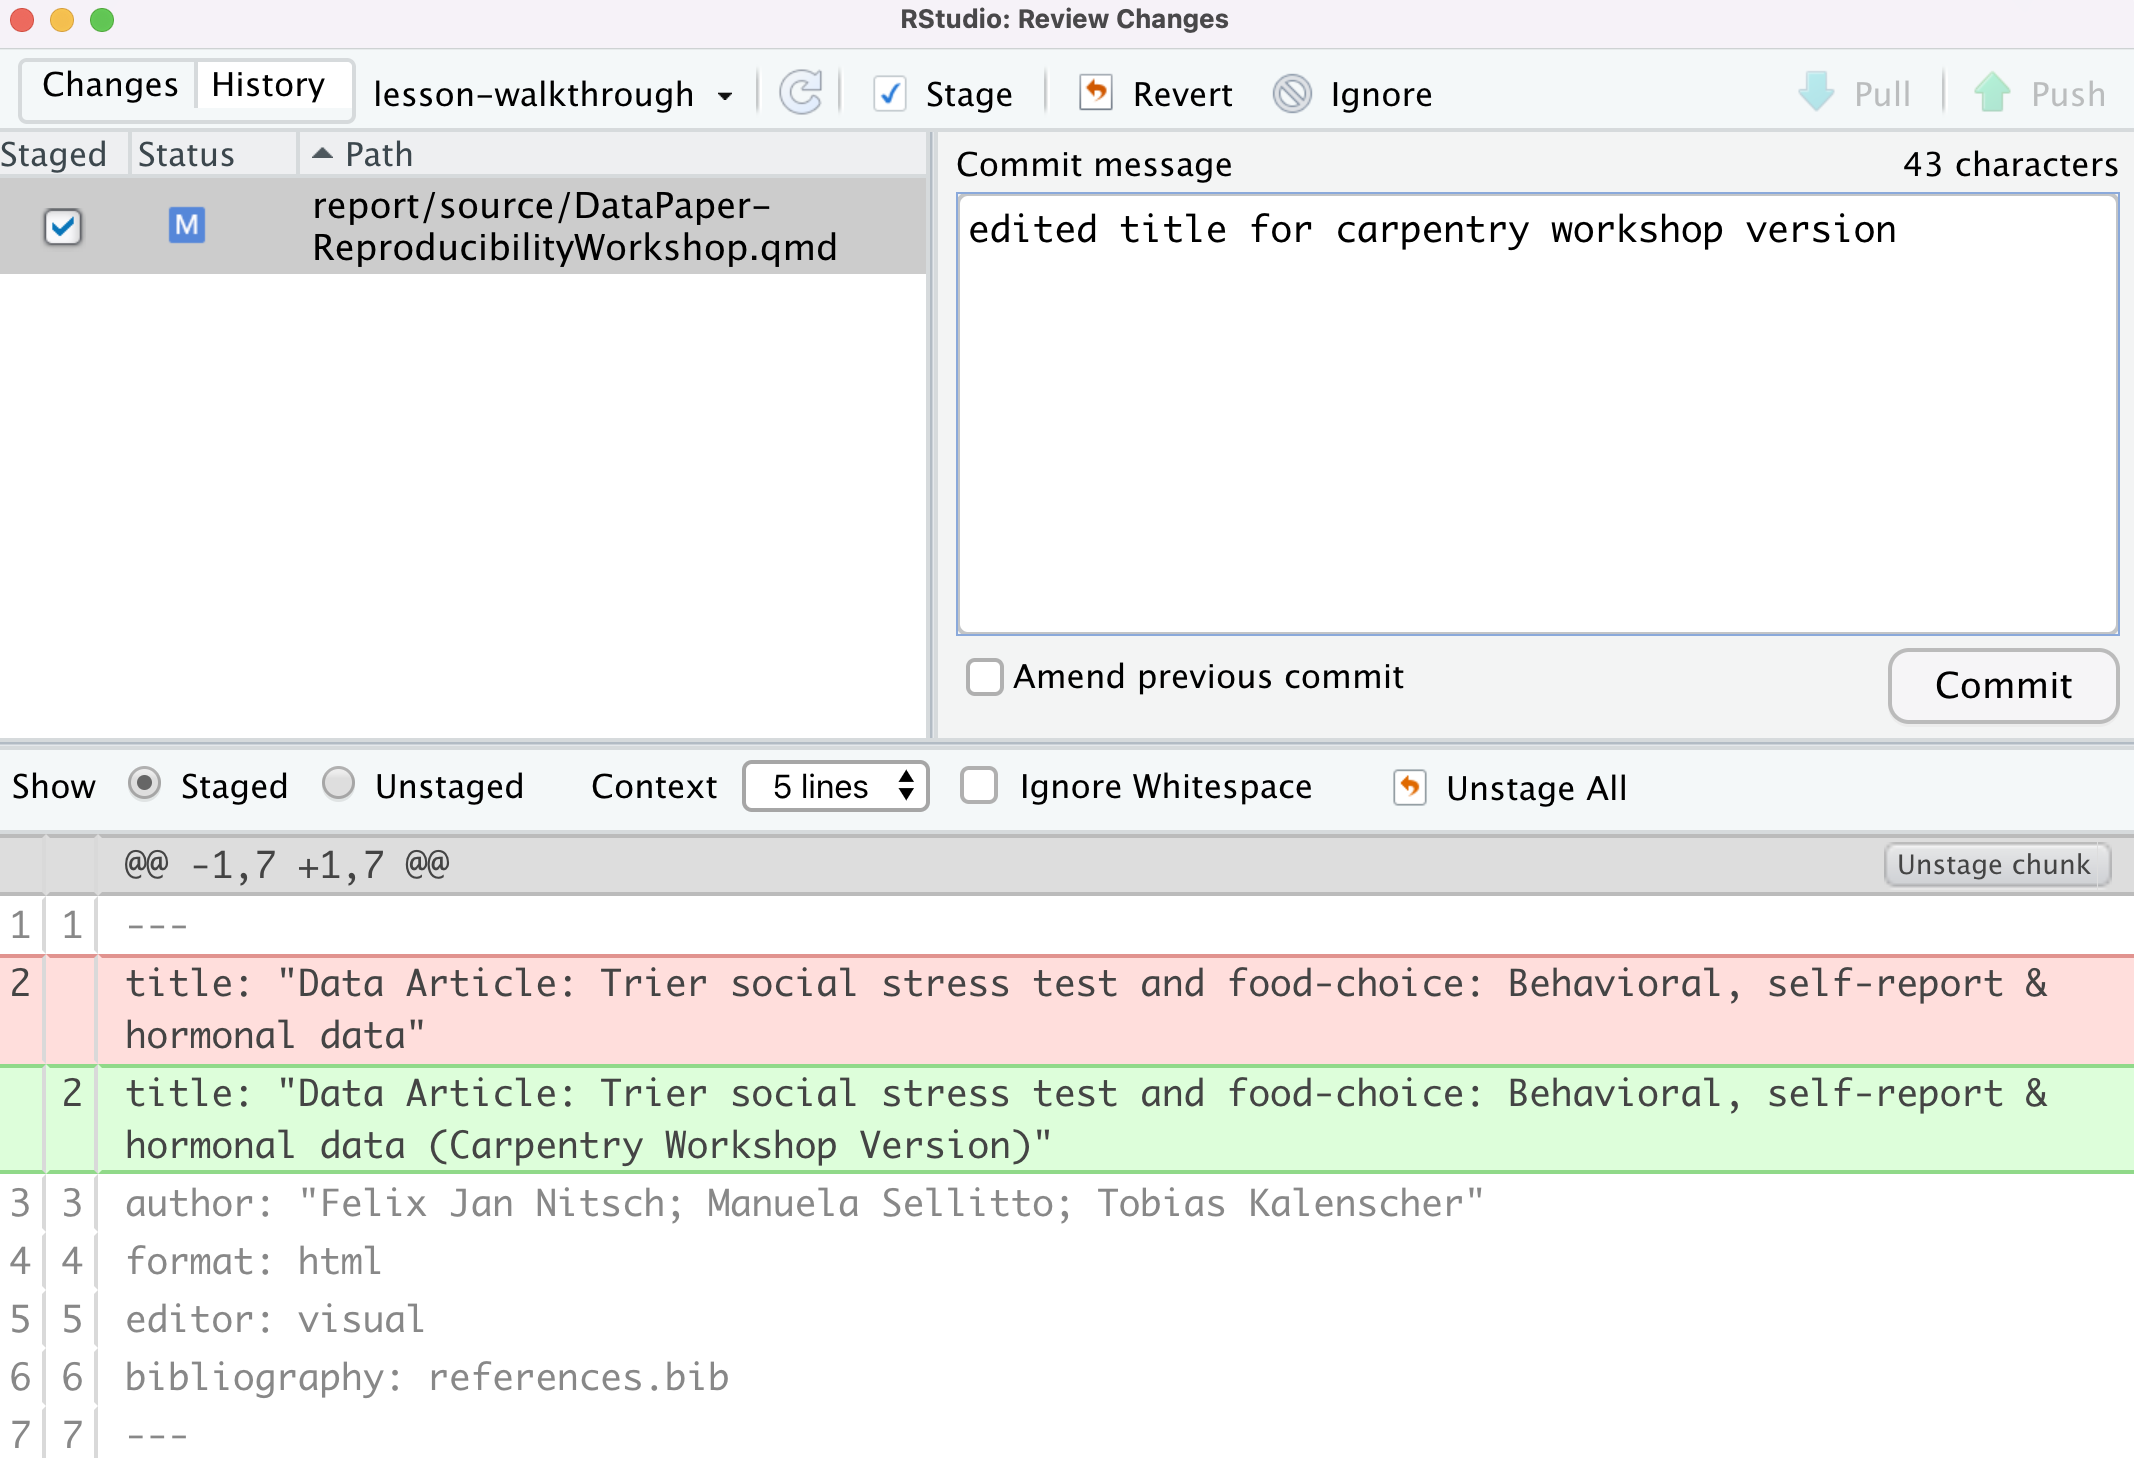 RStudio: Review Changes
Changes History lesson-walkthrough Stage Revert Ignore Pull Push
Staged Status Path
M report/source/DataPaper-
ReproducibilityWorkshop.qmd
Commit message 43 characters
edited title for carpentry workshop version
Amend previous commit Commit
Show Staged Unstaged Context 5 lines Ignore Whitespace Unstage All
@@ -1,7 +1,7 @@ Unstage chunk
1 1 ---
2 title: "Data Article: Trier social stress test and food-choice: Behavioral, self-report &
hormonal data"
2 title: "Data Article: Trier social stress test and food-choice: Behavioral, self-report &
hormonal data (Carpentry Workshop Version)"
3 3 author: "Felix Jan Nitsch; Manuela Sellitto; Tobias Kalenscher"
4 4 format: html
5 5 editor: visual
6 6 bibliography: references.bib
7 7 ---